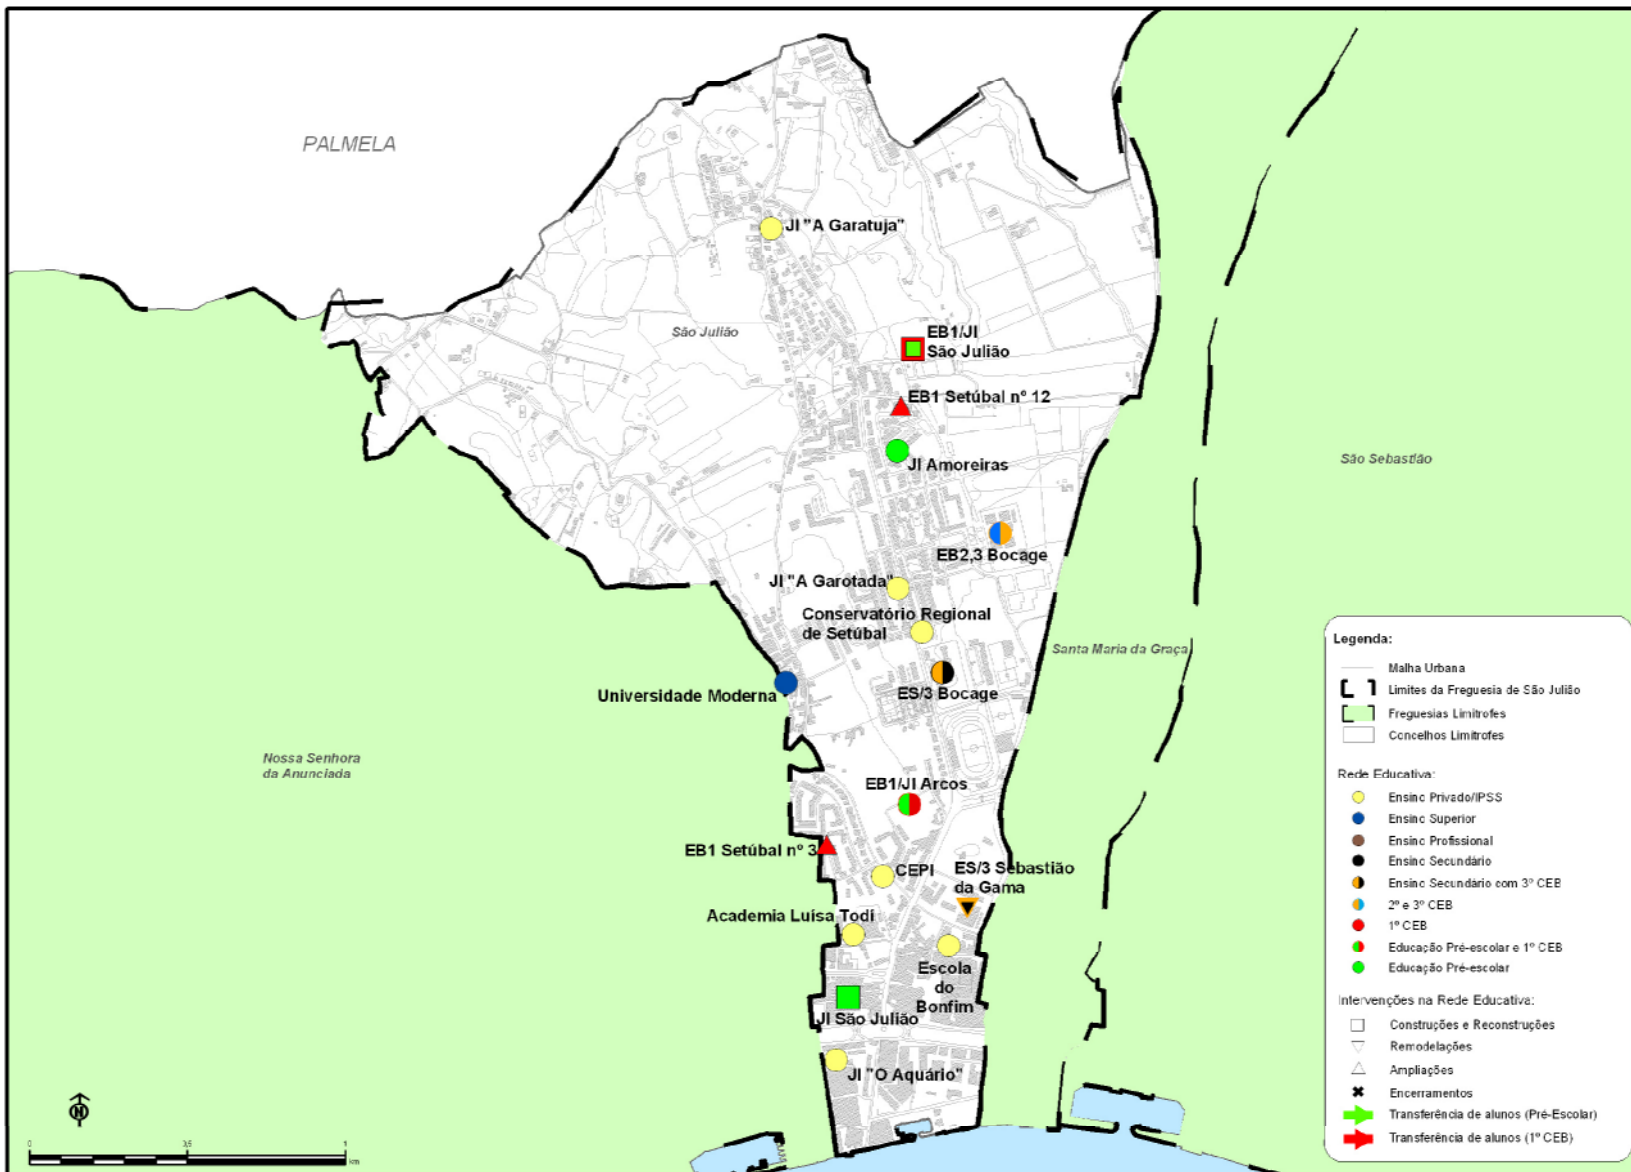 PALMELA
JI "A Garatuja"
São Julião
EB1/JI
São Julião
EB1 Setúbal nº 12
JI Amoreiras
São Sebastião
EB2,3 Bocage
JI "A Garotada"
Conservatório Regional
de Setúbal
Santa Maria da Graça
ES/3 Bocage
Universidade Moderna
Nossa Senhora
da Anunciada
EB1/JI Arcos
EB1 Setúbal nº 3
CEPI
ES/3 Sebastião
da Gama
Academia Luísa Todi
Escola
do
Bonfim
JI São Julião
JI "O Aquário"
N
0
0,5
1
km
Legenda:
Malha Urbana
Limites da Freguesia de São Julião
Freguesias Limítrofes
Concelhos Limítrofes
Rede Educativa:
Ensino Privado/IPSS
Ensino Superior
Ensino Profissional
Ensino Secundário
Ensino Secundário com 3º CEB
2º e 3º CEB
1º CEB
Educação Pré-escolar e 1º CEB
Educação Pré-escolar
Intervenções na Rede Educativa:
Construções e Reconstruções
Remodelações
Ampliações
Encerramentos
Transferência de alunos (Pré-Escolar)
Transferência de alunos (1º CEB)